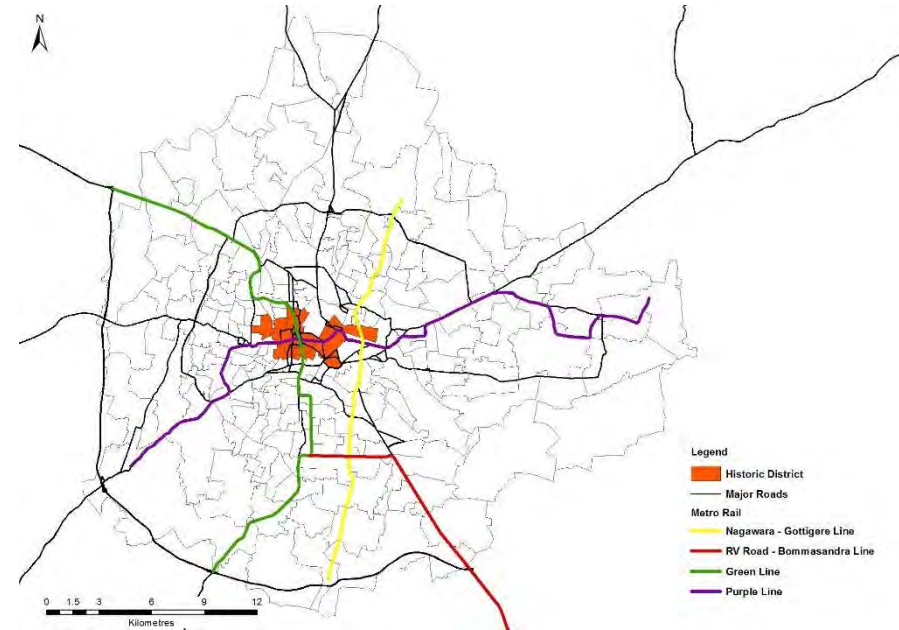 N
Legend
Historic District
Major Roads
Metro Rail
Nagawara - Gottigere Line
RV Road - Bommasandra Line
Green Line
Purple Line
0 1.5 3 6 9 12
Kilometres